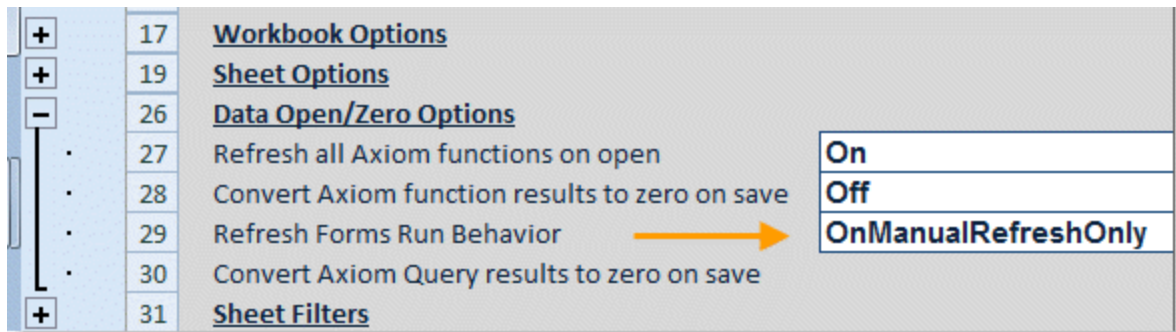 17 Workbook Options
19 Sheet Options
26 Data Open/Zero Options
27 Refresh all Axiom functions on open On
28 Convert Axiom function results to zero on save Off
29 Refresh Forms Run Behavior OnManualRefreshOnly
30 Convert Axiom Query results to zero on save
31 Sheet Filters